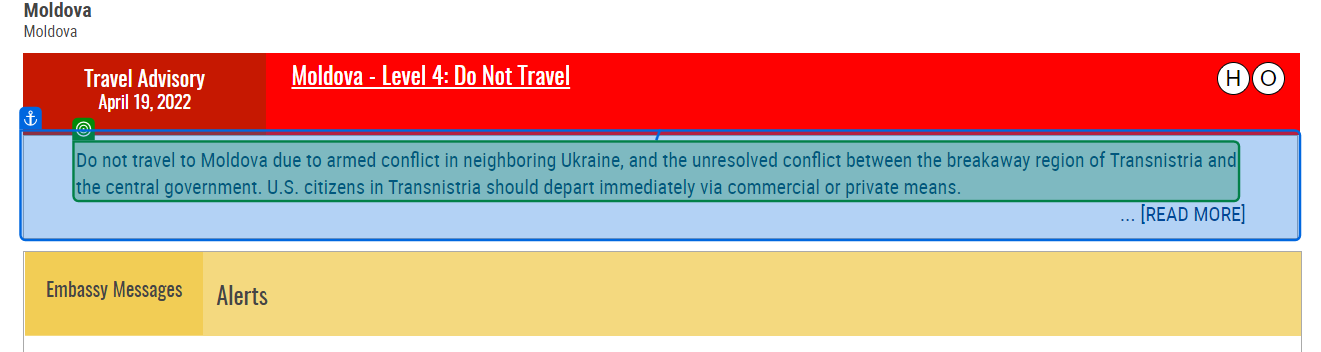 Moldova
Moldova
Travel Advisory
April 19, 2022
Moldova - Level 4: Do Not Travel
H O
Do not travel to Moldova due to armed conflict in neighboring Ukraine, and the unresolved conflict between the breakaway region of Transnistria and
the central government. U.S. citizens in Transnistria should depart immediately via commercial or private means.
... [READ MORE]
Embassy Messages
Alerts